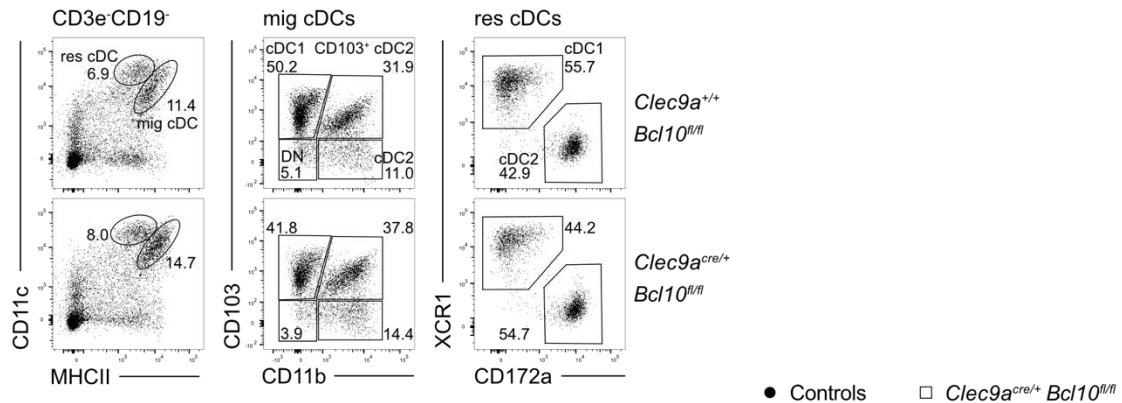 CD3e⁻CD19⁻
mig cDCs
res cDCs
res cDC
6.9
11.4
mig cDC
CD11c
MHCII
cDC1
50.2
CD103⁺ cDC2
31.9
DN
5.1
cDC2
11.0
cDC1
55.7
cDC2
42.9
Clec9a⁺/⁺
Bcl10ᶠˡ/ᶠˡ
8.0
14.7
41.8
37.8
3.9
14.4
44.2
54.7
Clec9aᶜʳᵉ/⁺
Bcl10ᶠˡ/ᶠˡ
CD103
CD11b
XCR1
CD172a
Controls
Clec9aᶜʳᵉ/⁺ Bcl10ᶠˡ/ᶠˡ